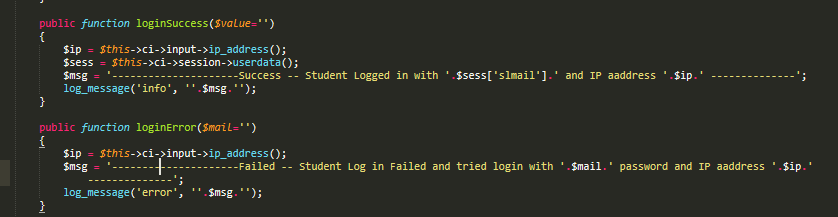 }
public function loginSuccess($value='')
{
$ip = $this->ci->input->ip_address();
$sess = $this->ci->session->userdata();
$msg = '---------------------Success -- Student Logged in with '.$sess['slmail'].' and IP aaddress '.$ip.' --------------';
log_message('info', ''.$msg.'');
}
public function loginError($mail='')
{
$ip = $this->ci->input->ip_address();
$msg = '---------------------Failed -- Student Log in Failed and tried login with '.$mail.' password and IP aaddress '.$ip.'
--------------';
log_message('error', ''.$msg.'');
}